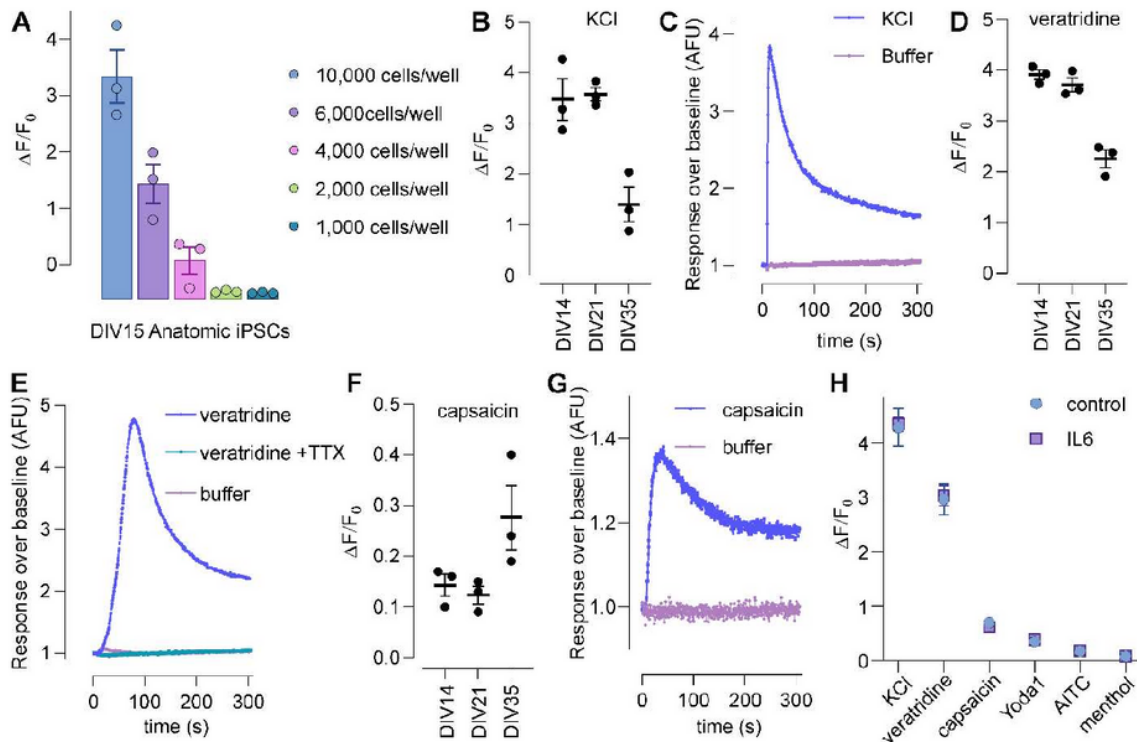 A
ΔF/F0
4
3
2
1
0
10,000 cells/well
6,000cells/well
4,000 cells/well
2,000 cells/well
1,000 cells/well
DIV15 Anatomic iPSCs
B
KCl
ΔF/F0
5
4
3
2
1
0
DIV14
DIV21
DIV35
C
KCl
Buffer
Response over baseline (AFU)
4
3
2
1
0
100
200
300
time (s)
D
veratridine
ΔF/F0
4
3
2
1
0
DIV14
DIV21
DIV35
E
veratridine
veratridine +TTX
buffer
Response over baseline (AFU)
5
4
3
2
1
0
100
200
300
time (s)
F
capsaicin
ΔF/F0
0.5
0.4
0.3
0.2
0.1
0.0
DIV14
DIV21
DIV35
G
capsaicin
buffer
Response over baseline (AFU)
1.4
1.2
1.0
0
100
200
300
time (s)
H
control
IL6
ΔF/F0
4
3
2
1
0
KCl
veratridine
capsaicin
Yoda1
AITC
menthol